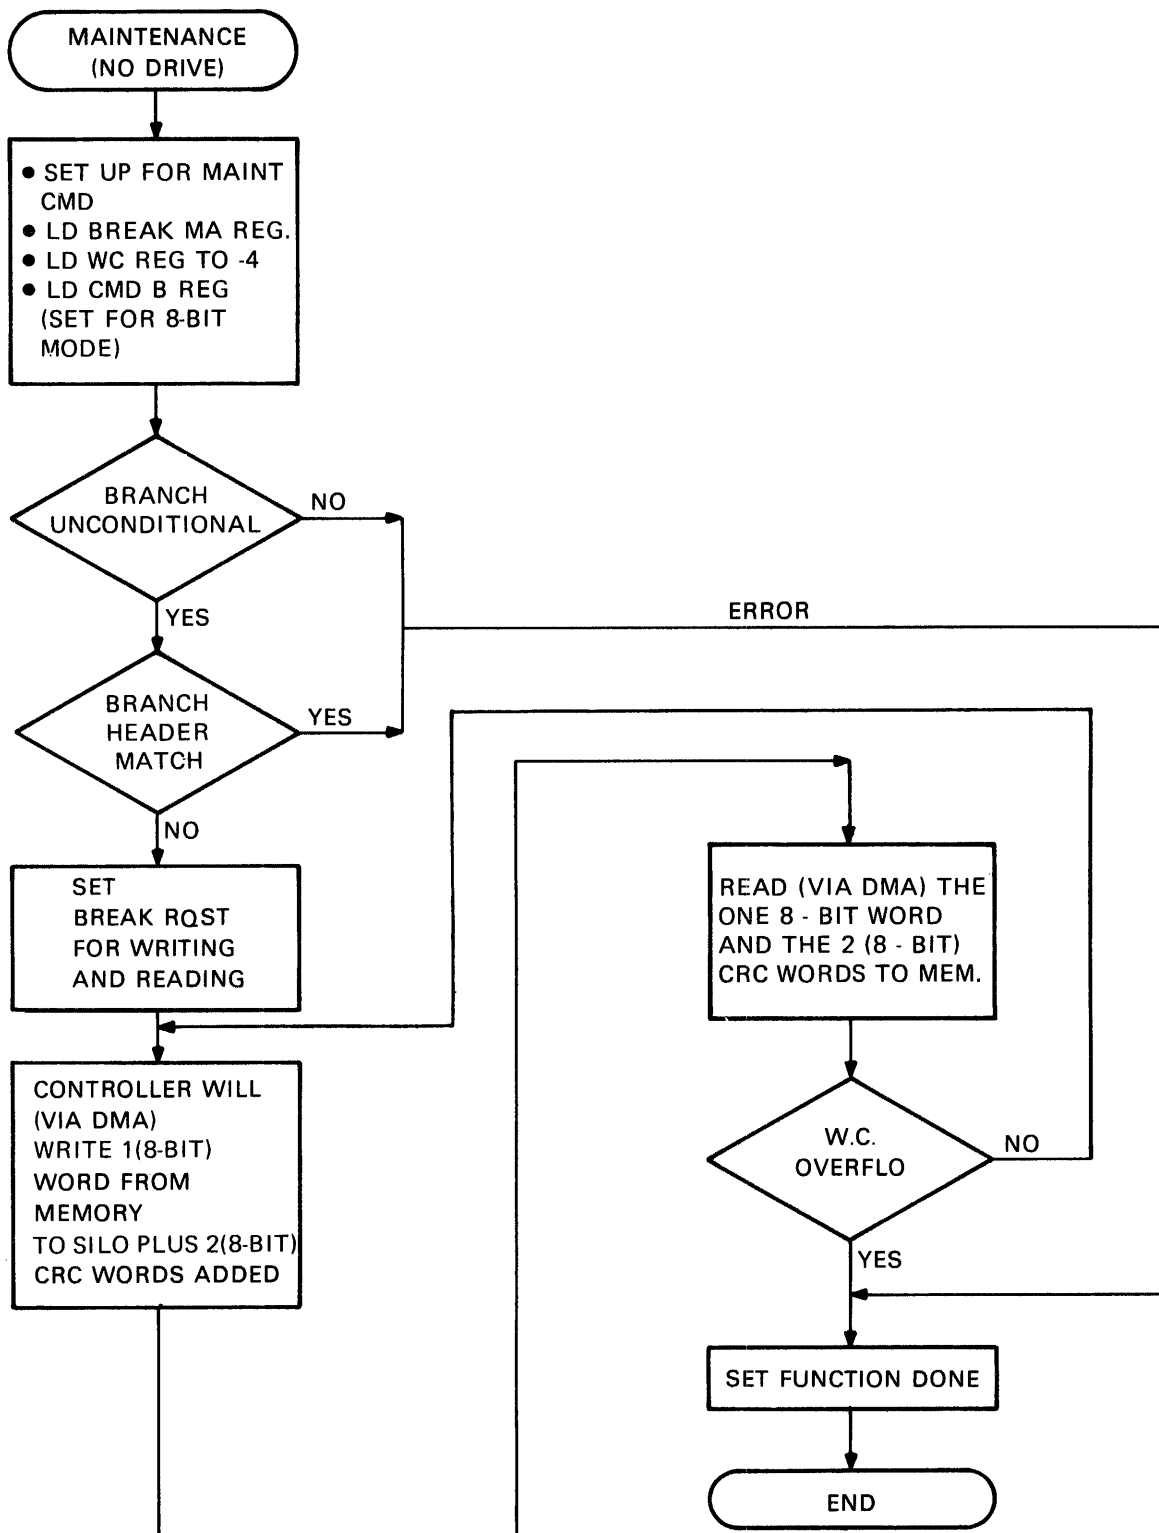 MAINTENANCE
(NO DRIVE)
● SET UP FOR MAINT
CMD
● LD BREAK MA REG.
● LD WC REG TO -4
● LD CMD B REG
(SET FOR 8-BIT
MODE)
BRANCH
UNCONDITIONAL
NO
YES
ERROR
BRANCH
HEADER
MATCH
YES
NO
SET
BREAK RQST
FOR WRITING
AND READING
CONTROLLER WILL
(VIA DMA)
WRITE 1(8-BIT)
WORD FROM
MEMORY
TO SILO PLUS 2(8-BIT)
CRC WORDS ADDED
READ (VIA DMA) THE
ONE 8 - BIT WORD
AND THE 2 (8 - BIT)
CRC WORDS TO MEM.
W.C.
OVERFLO
NO
YES
SET FUNCTION DONE
END